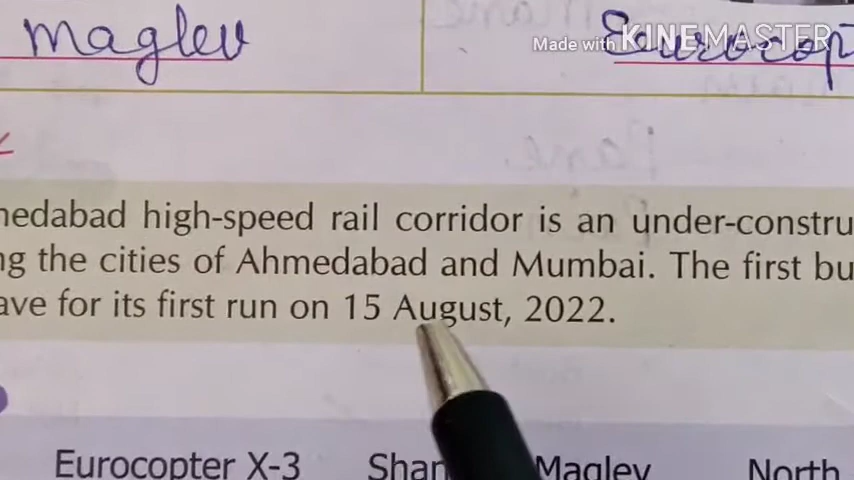 maglev
Made with KINEMASTER
hedabad high-speed rail corridor is an under-constru
ng the cities of Ahmedabad and Mumbai. The first bu
ave for its first run on 15 August, 2022.
Eurocopter X-3 Maglev North